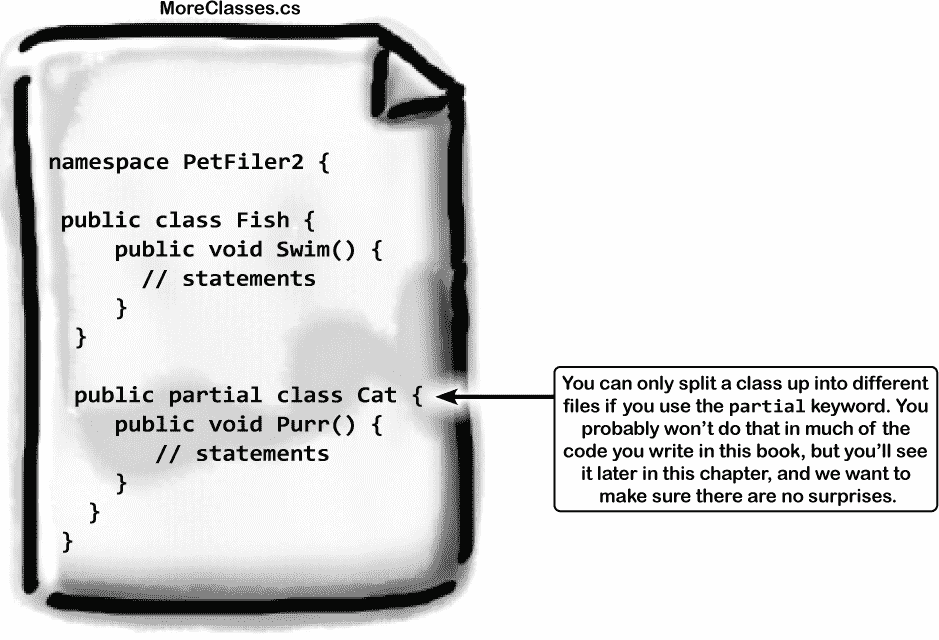 MoreClasses.cs
namespace PetFiler2 {
public class Fish {
public void Swim() {
// statements
}
}
public partial class Cat {
public void Purr() {
// statements
}
}
}
You can only split a class up into different
files if you use the partial keyword. You
probably won’t do that in much of the
code you write in this book, but you’ll see
it later in this chapter, and we want to
make sure there are no surprises.